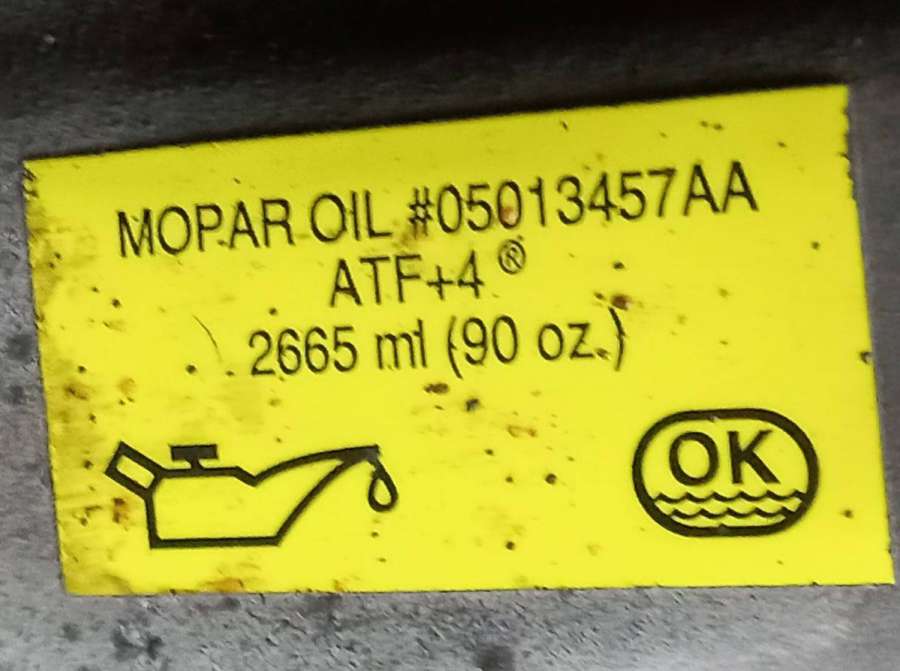 MOPAR OIL #05013457AA
ATF+4®
2665 ml (90 oz.)
OK